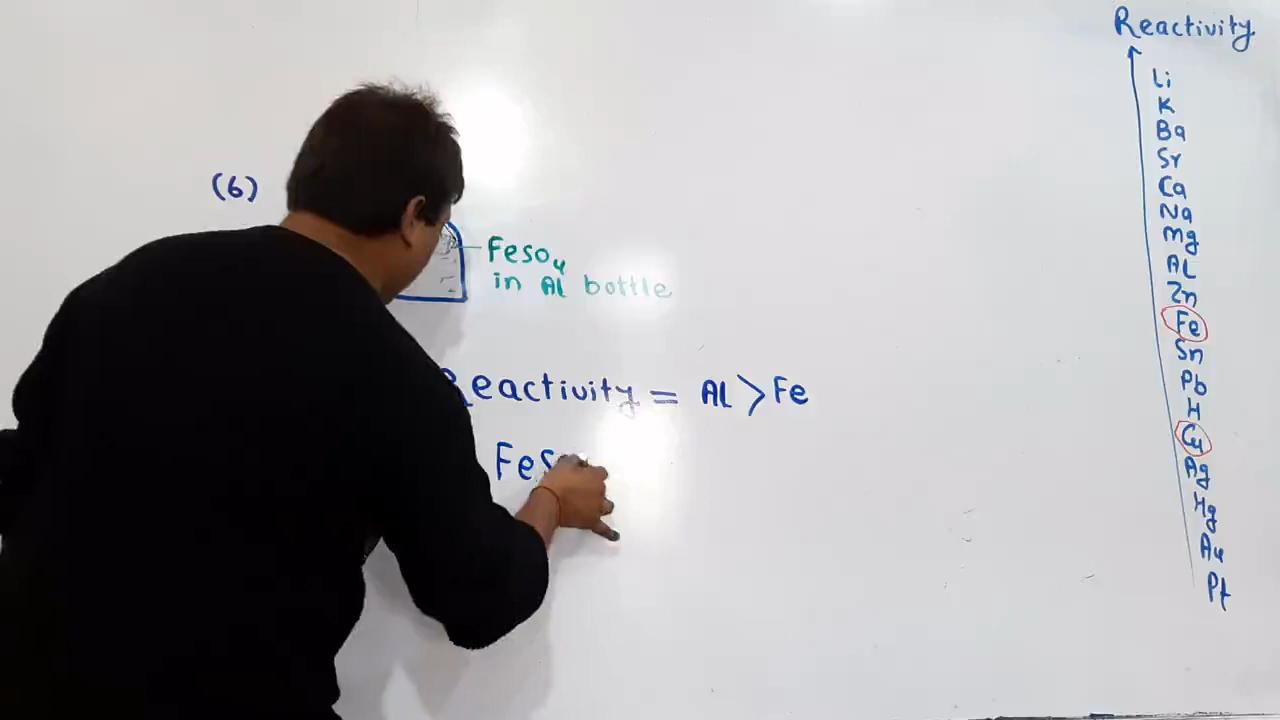 Reactivity
Li
K
Ba
Sr
Ca
Na
Mg
Al
Zn
Fe
Sn
Pb
H
Cu
Ag
Hg
Au
Pt
(6)
Feso₄
in Al bottle
Reactivity = Al > Fe
FeS